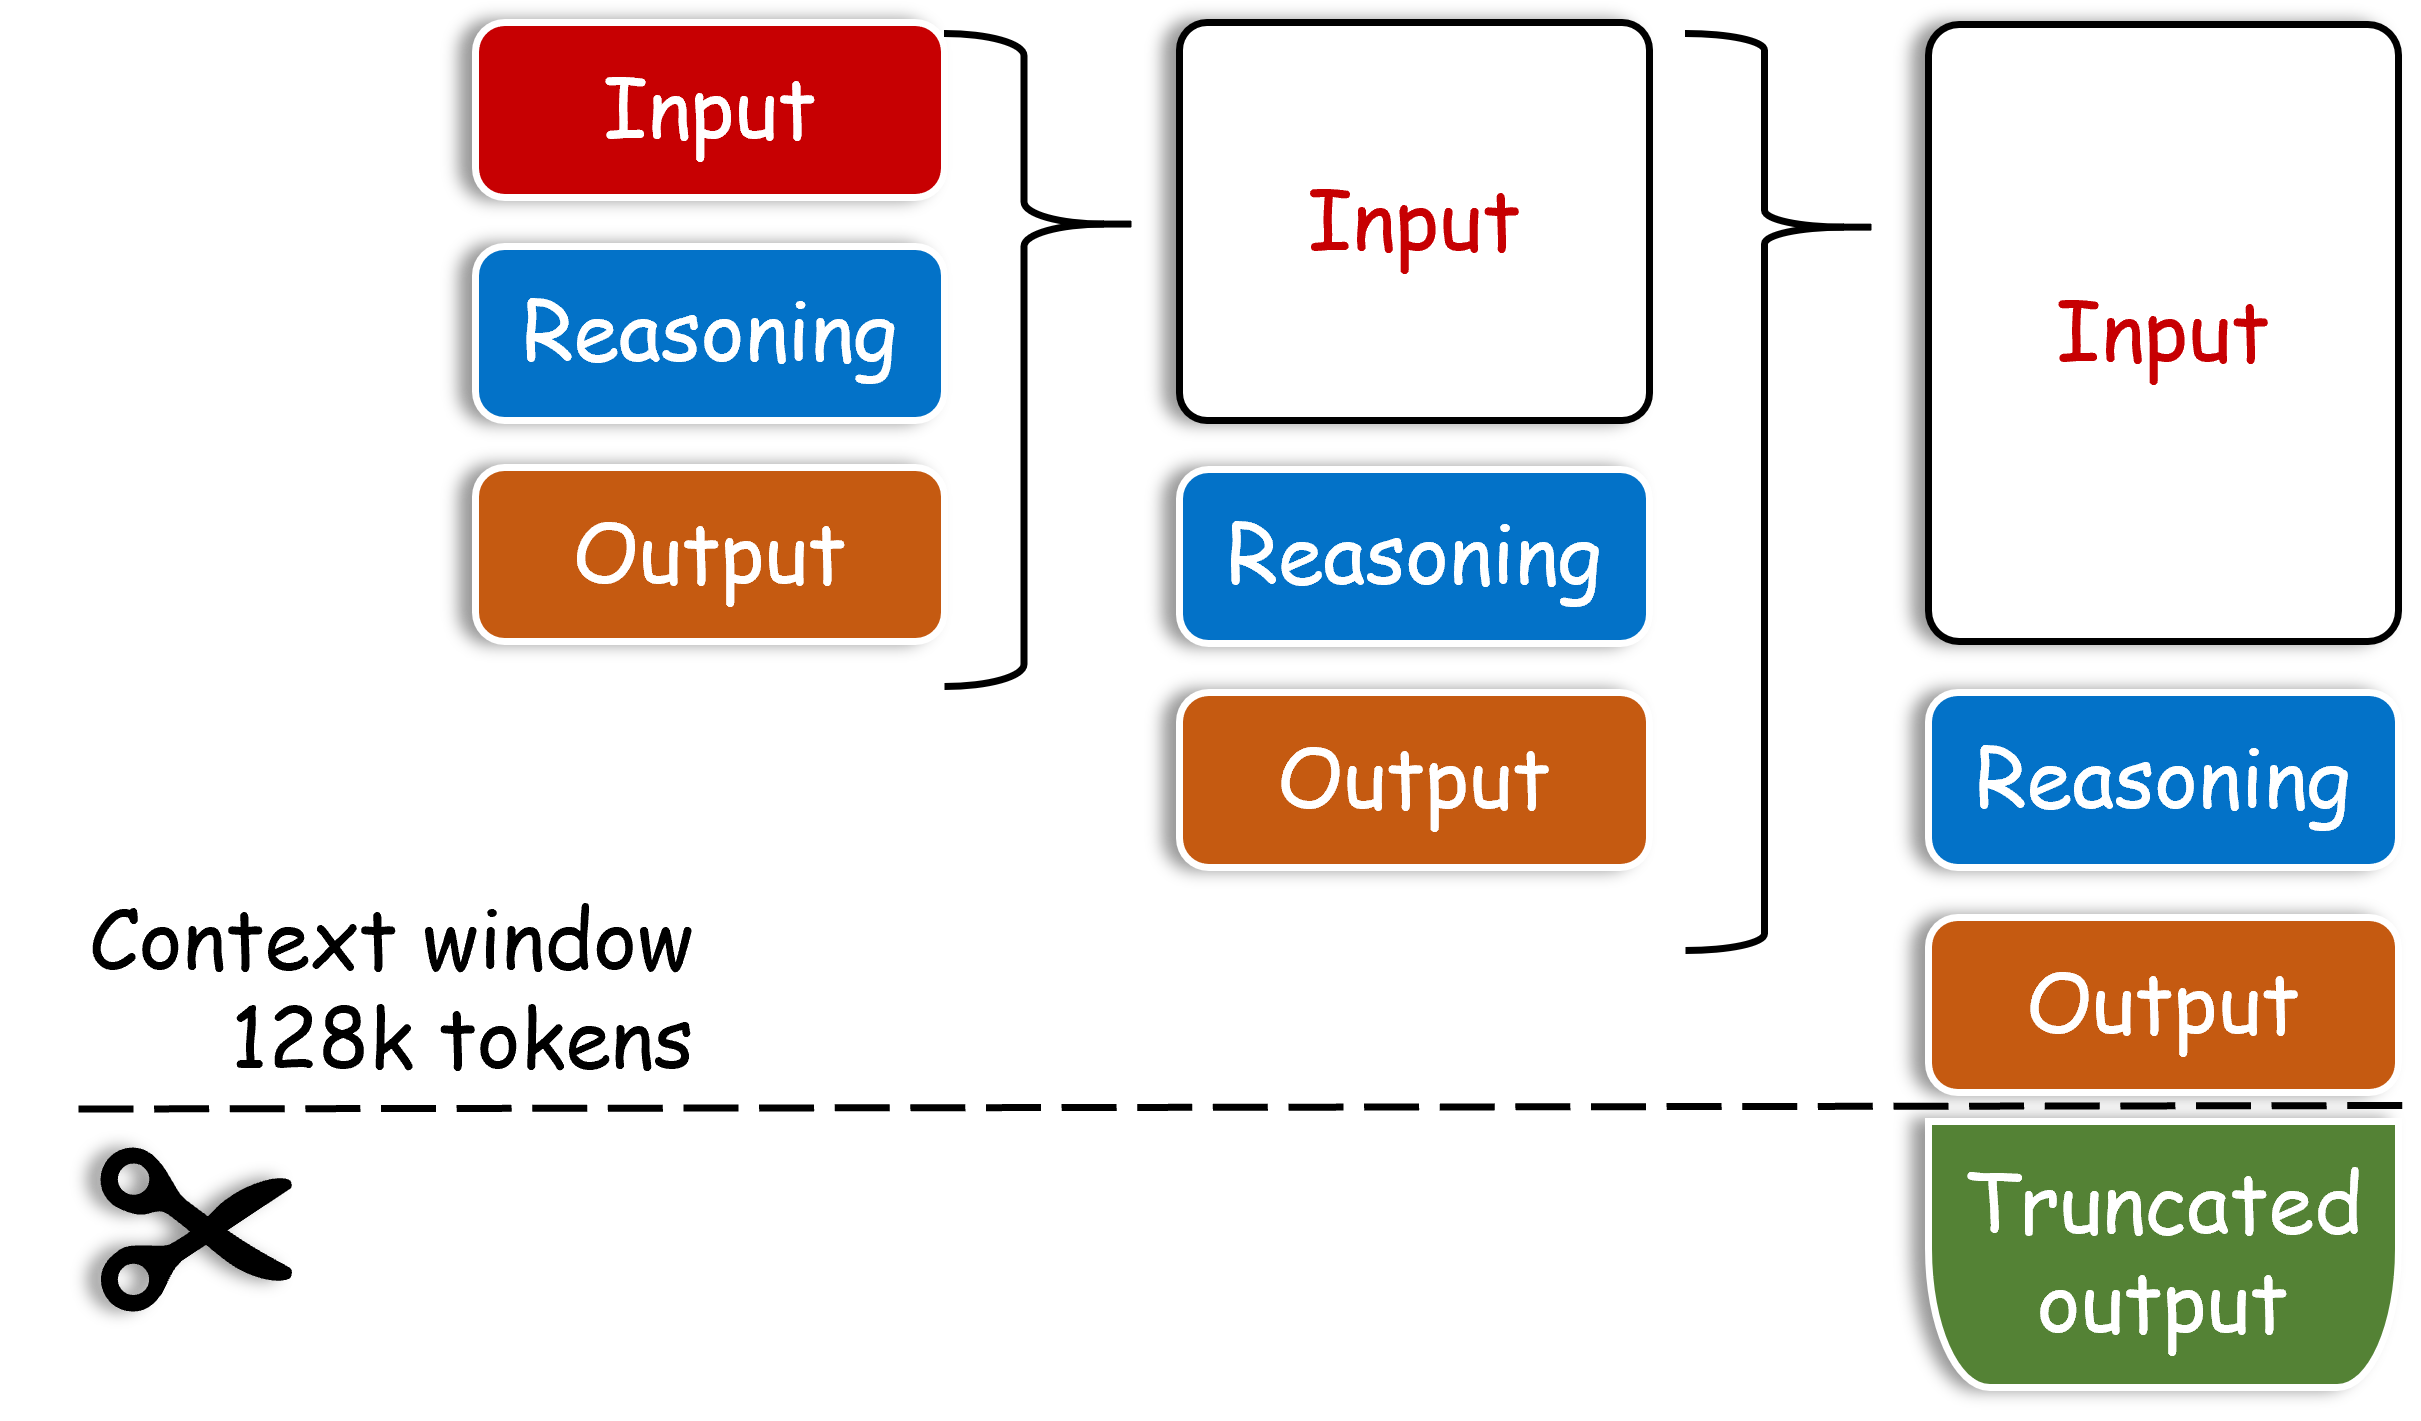 Input
Reasoning
Output
Input
Reasoning
Output
Input
Reasoning
Output
Context window
128k tokens
Truncated
output